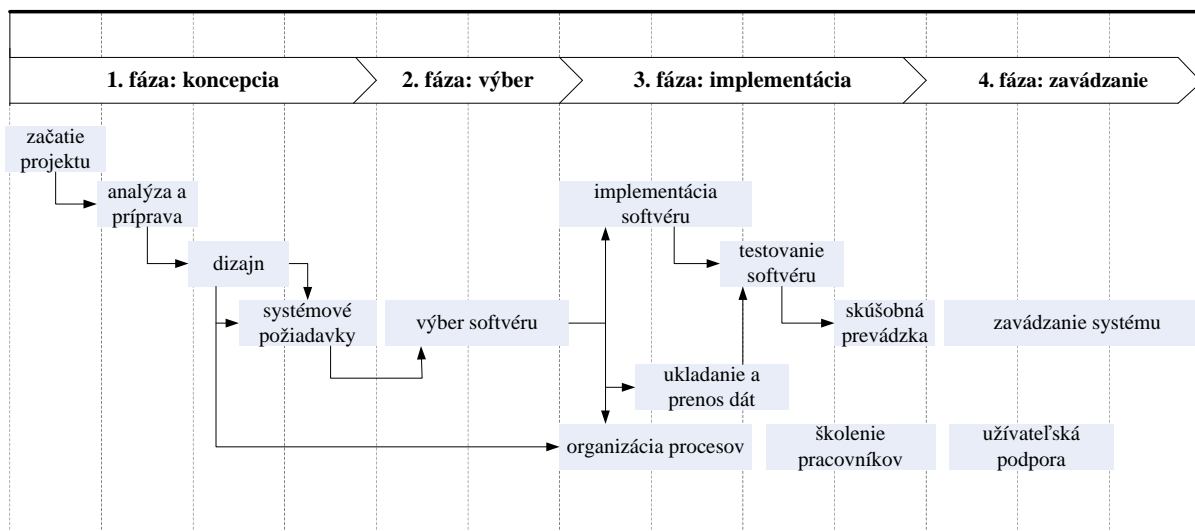 1. fáza: koncepcia
2. fáza: výber
3. fáza: implementácia
4. fáza: zavádzanie
začatie
projektu
analýza a
príprava
dizajn
systémové
požiadavky
výber softvéru
implementácia
softvéru
testovanie
softvéru
skúšobná
prevádzka
zavádzanie systému
ukladanie a
prenos dát
organizácia procesov
školenie
pracovníkov
užívateľská
podpora